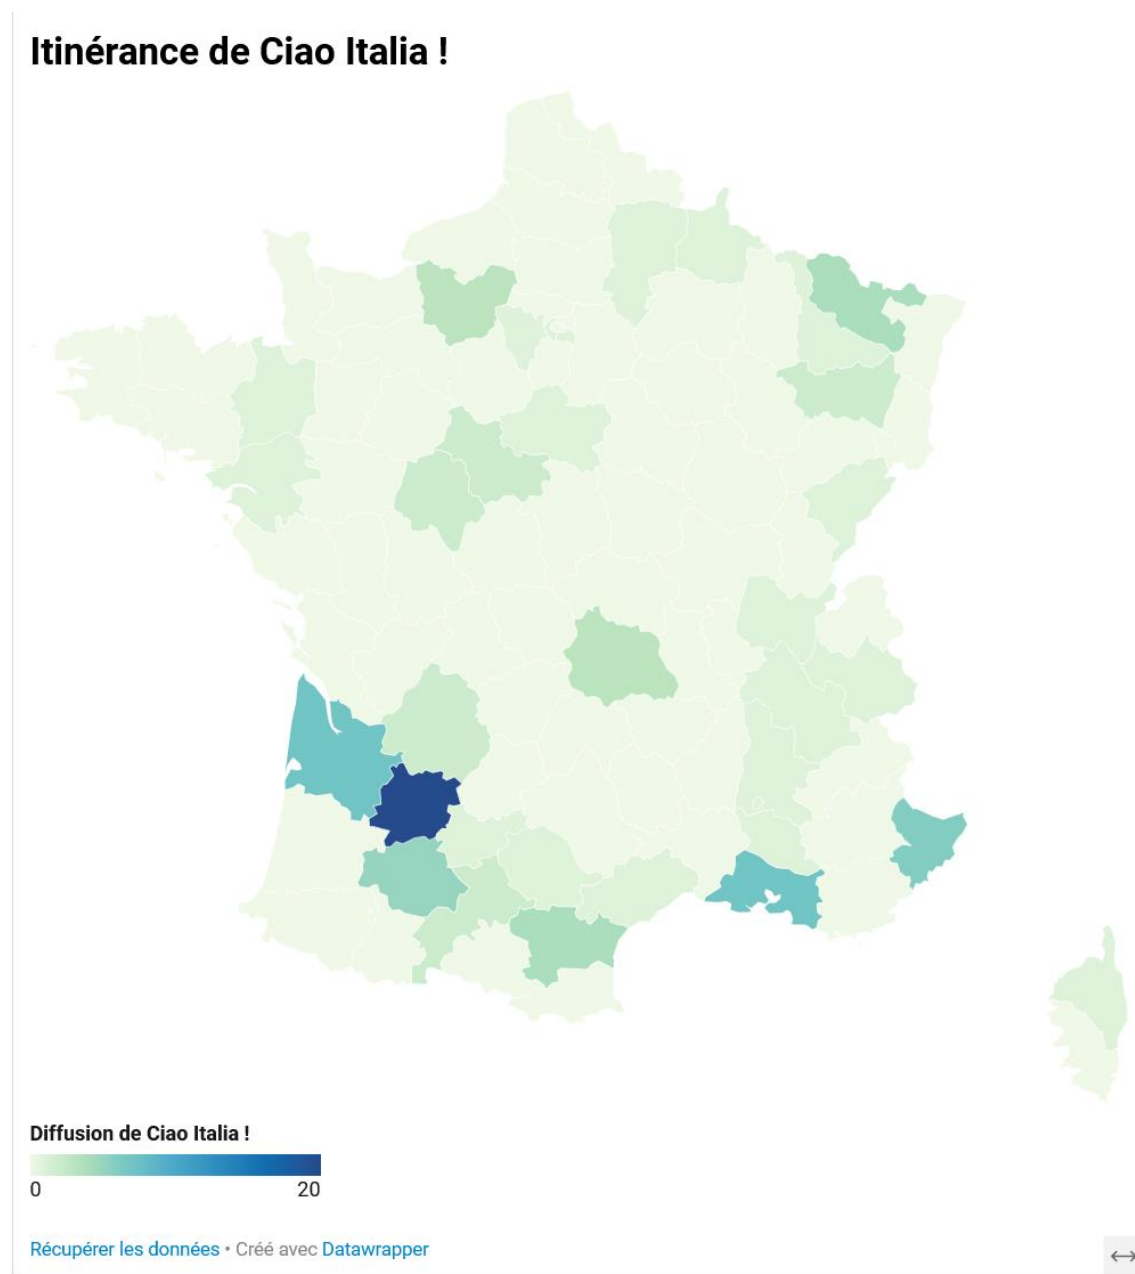 Itinérance de Ciao Italia !
Diffusion de Ciao Italia !
0 20
Récupérer les données • Créé avec Datawrapper